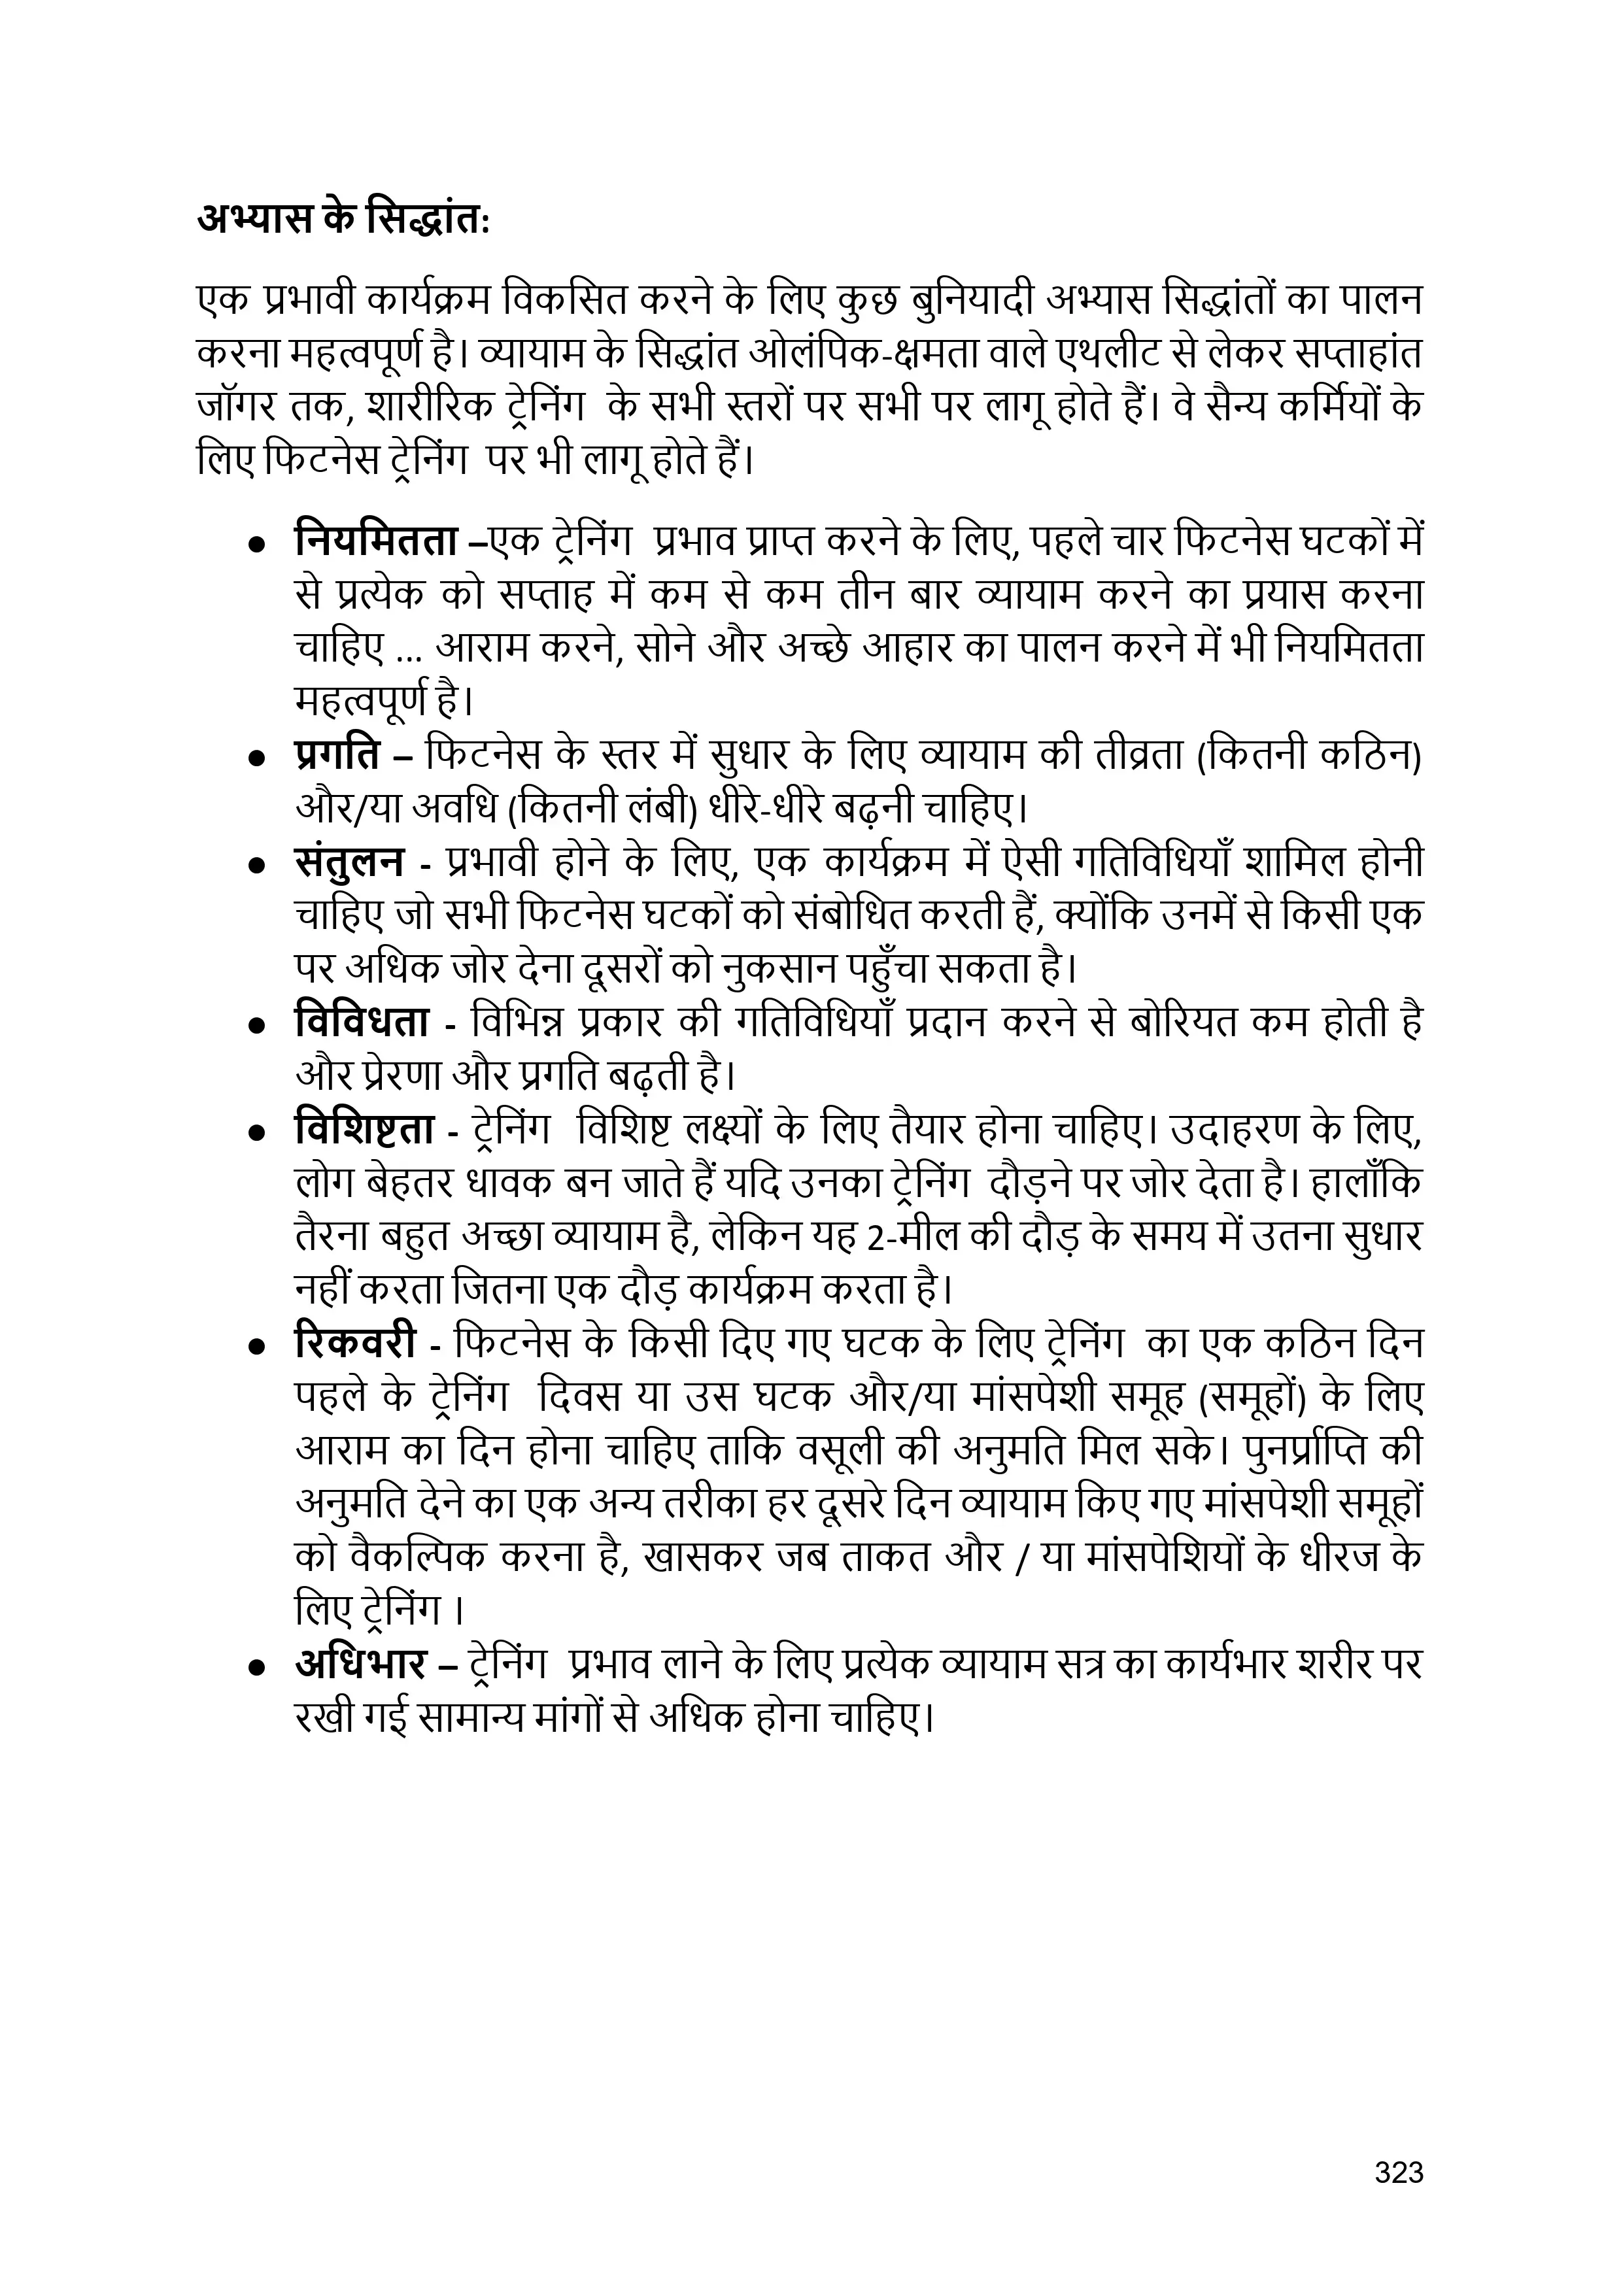 अभ्यास के सिद्धांत:
एक प्रभावी कार्यक्रम विकसित करने के लिए कुछ बुनियादी अभ्यास सिद्धांतों का पालन
करना महत्वपूर्ण है। व्यायाम के सिद्धांत ओलंपिक-क्षमता वाले एथलीट से लेकर सप्ताहांत
जॉगर तक, शारीरिक ट्रेनिंग के सभी स्तरों पर सभी पर लागू होते हैं। वे सैन्य कर्मियों के
लिए फिटनेस ट्रेनिंग पर भी लागू होते हैं।
● नियमितता –एक ट्रेनिंग प्रभाव प्राप्त करने के लिए, पहले चार फिटनेस घटकों में
से प्रत्येक को सप्ताह में कम से कम तीन बार व्यायाम करने का प्रयास करना
चाहिए ... आराम करने, सोने और अच्छे आहार का पालन करने में भी नियमितता
महत्वपूर्ण है।
● प्रगति – फिटनेस के स्तर में सुधार के लिए व्यायाम की तीव्रता (कितनी कठिन)
और/या अवधि (कितनी लंबी) धीरे-धीरे बढ़नी चाहिए।
● संतुलन - प्रभावी होने के लिए, एक कार्यक्रम में ऐसी गतिविधियाँ शामिल होनी
चाहिए जो सभी फिटनेस घटकों को संबोधित करती हैं, क्योंकि उनमें से किसी एक
पर अधिक जोर देना दूसरों को नुकसान पहुँचा सकता है।
● विविधता - विभिन्न प्रकार की गतिविधियाँ प्रदान करने से बोरियत कम होती है
और प्रेरणा और प्रगति बढ़ती है।
● विशिष्टता - ट्रेनिंग विशिष्ट लक्ष्यों के लिए तैयार होना चाहिए। उदाहरण के लिए,
लोग बेहतर धावक बन जाते हैं यदि उनका ट्रेनिंग दौड़ने पर जोर देता है। हालाँकि
तैरना बहुत अच्छा व्यायाम है, लेकिन यह 2-मील की दौड़ के समय में उतना सुधार
नहीं करता जितना एक दौड़ कार्यक्रम करता है।
● रिकवरी - फिटनेस के किसी दिए गए घटक के लिए ट्रेनिंग का एक कठिन दिन
पहले के ट्रेनिंग दिवस या उस घटक और/या मांसपेशी समूह (समूहों) के लिए
आराम का दिन होना चाहिए ताकि वसूली की अनुमति मिल सके। पुनर्प्राप्ति की
अनुमति देने का एक अन्य तरीका हर दूसरे दिन व्यायाम किए गए मांसपेशी समूहों
को वैकल्पिक करना है, खासकर जब ताकत और / या मांसपेशियों के धीरज के
लिए ट्रेनिंग ।
● अधिभार – ट्रेनिंग प्रभाव लाने के लिए प्रत्येक व्यायाम सत्र का कार्यभार शरीर पर
रखी गई सामान्य मांगों से अधिक होना चाहिए।
323